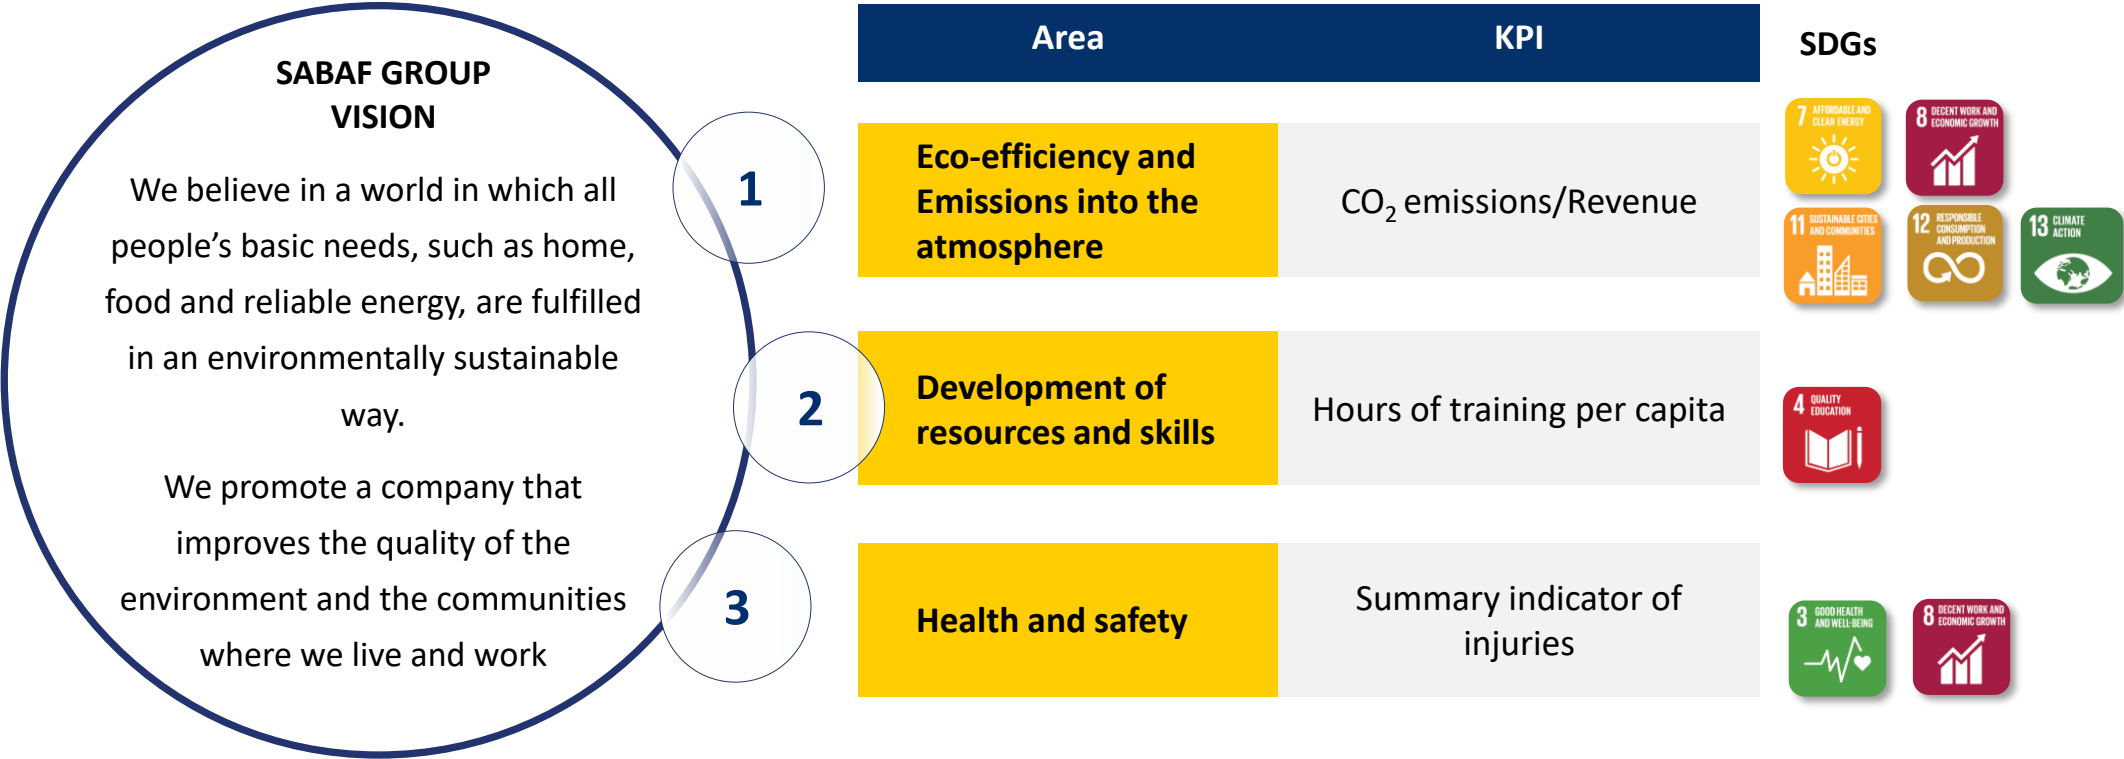 SABAF GROUP
VISION
We believe in a world in which all
people’s basic needs, such as home,
food and reliable energy, are fulfilled
in an environmentally sustainable
way.
We promote a company that
improves the quality of the
environment and the communities
where we live and work
Area
KPI
SDGs
1
Eco-efficiency and
Emissions into the
atmosphere
CO₂ emissions/Revenue
7 AFFORDABLE AND
CLEAN ENERGY
8 DECENT WORK AND
ECONOMIC GROWTH
11 SUSTAINABLE CITIES
AND COMMUNITIES
12 RESPONSIBLE
CONSUMPTION
AND PRODUCTION
13 CLIMATE
ACTION
2
Development of
resources and skills
Hours of training per capita
4 QUALITY
EDUCATION
3
Health and safety
Summary indicator of
injuries
3 GOOD HEALTH
AND WELL-BEING
8 DECENT WORK AND
ECONOMIC GROWTH